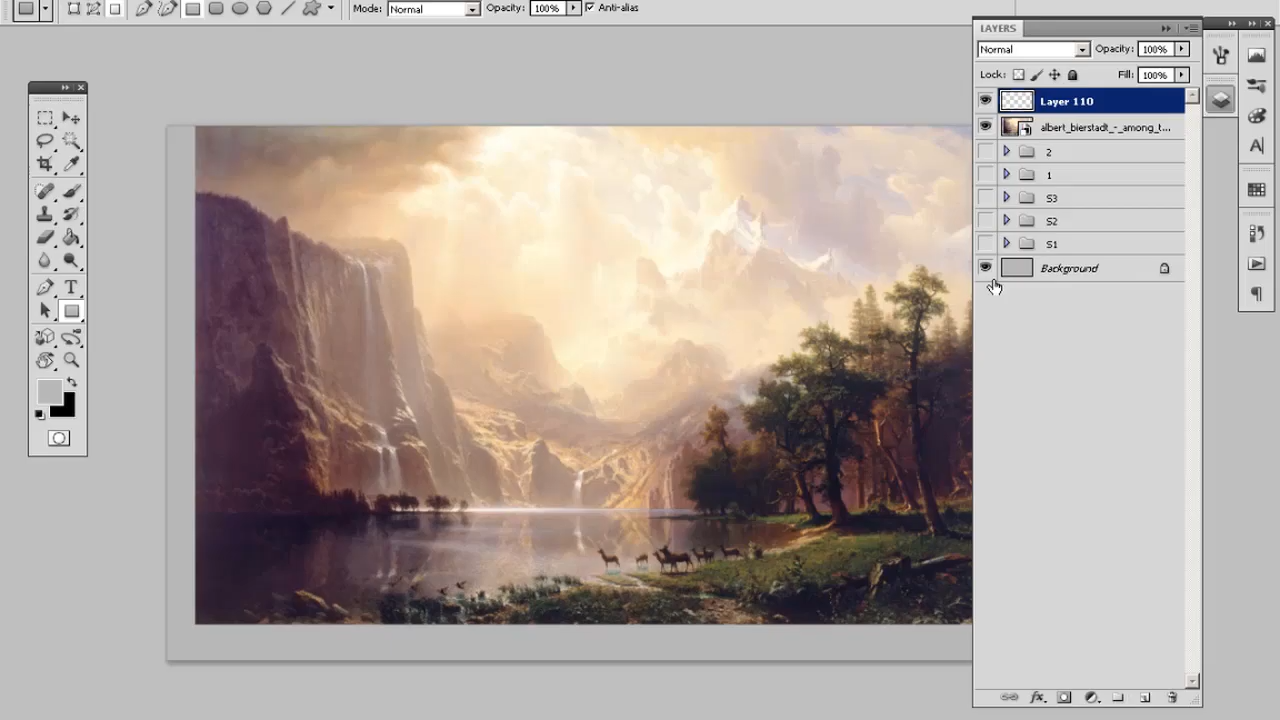 Mode: Normal Opacity: 100% Anti-alias
LAYERS
Normal Opacity: 100%
Lock: Fill: 100%
Layer 110
albert_bierstadt_-_among_t...
2
1
S3
S2
S1
Background